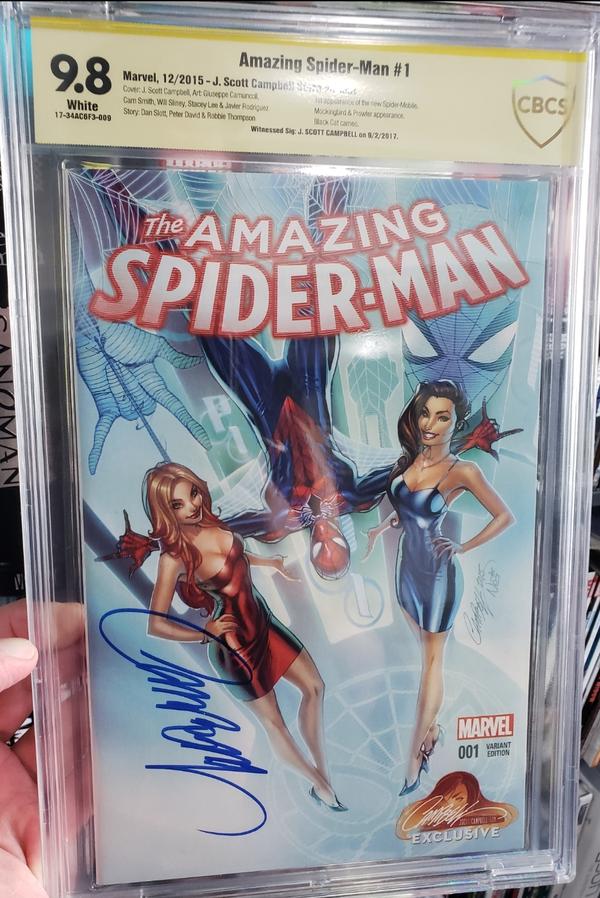 9.8
White
17-34AC6F3-009
Amazing Spider-Man #1
Marvel, 12/2015 - J. Scott Campbell
Cover: J. Scott Campbell, Art: Giuseppe Camuncoli,
Cam Smith, Will Sliney, Stacey Lee & Javier Rodriguez
Story: Dan Slott, Peter David & Robbie Thompson
1st appearance of the new Spider-Mobile.
Mockingbird & Prowler appearance.
Black Cat cameo.
Witnessed Sig: J. SCOTT CAMPBELL on 9/2/2017.
CBCS
The AMAZING
SPIDER-MAN
MARVEL
001 VARIANT
EDITION
CAMPBELL
EXCLUSIVE
SANDMAN